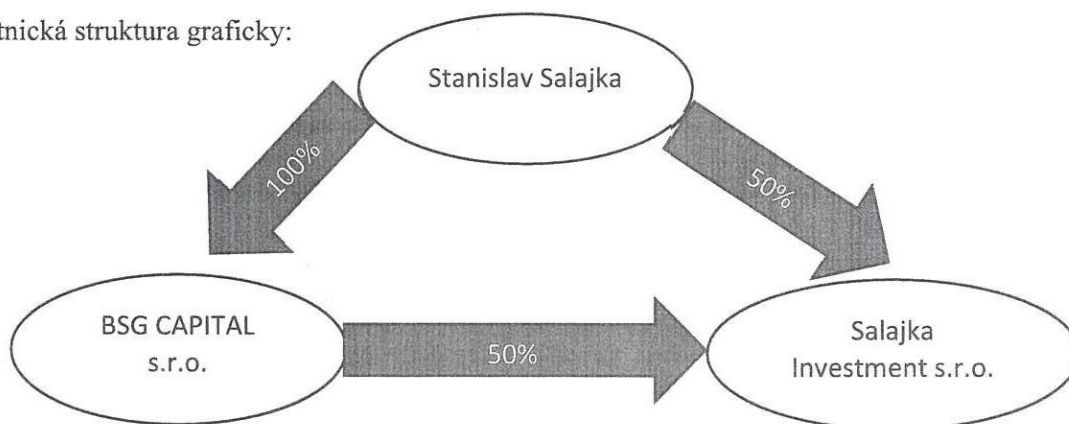 tnická struktura graficky:
Stanislav Salajka
100%
50%
BSG CAPITAL
s.r.o.
50%
Salajka
Investment s.r.o.